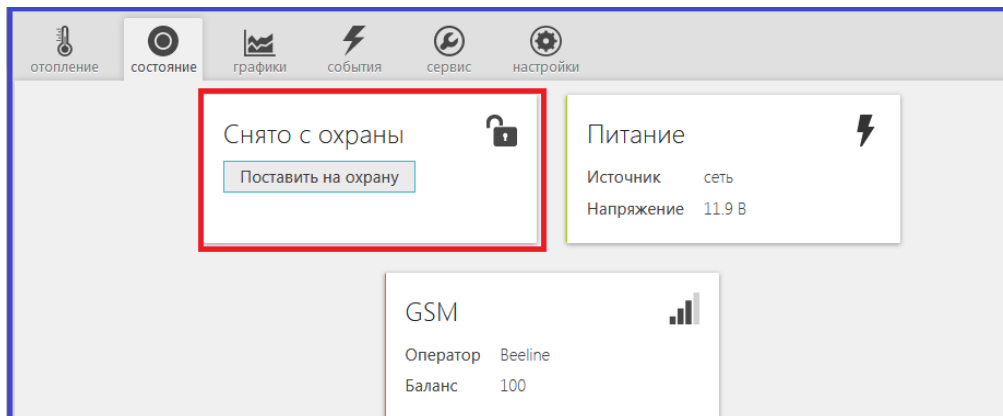 отопление состояние графики события сервис настройки
Снято с охраны
Поставить на охрану
Питание
Источник сеть
Напряжение 11.9 В
GSM
Оператор Beeline
Баланс 100